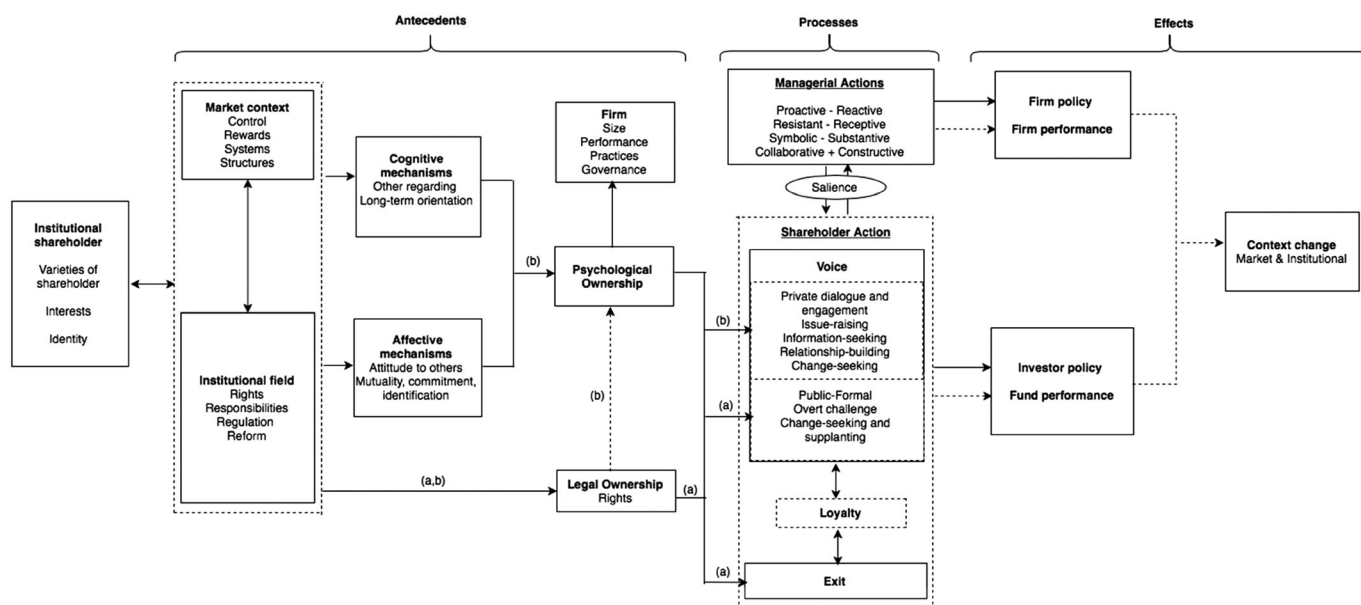 Antecedents
Processes
Effects
Institutional
shareholder
Varieties of
shareholder
Interests
Identity
Market context
Control
Rewards
Systems
Structures
Institutional field
Rights
Responsibilities
Regulation
Reform
Cognitive
mechanisms
Other regarding
Long-term orientation
Affective
mechanisms
Attitude to others
Mutuality, commitment,
identification
(a,b)
(b)
Firm
Size
Performance
Practices
Governance
Psychological
Ownership
(b)
Legal Ownership
Rights
(a)
(b)
(a)
(a)
Managerial Actions
Proactive - Reactive
Resistant - Receptive
Symbolic - Substantive
Collaborative + Constructive
Salience
Shareholder Action
Voice
Private dialogue and
engagement
Issue-raising
Information-seeking
Relationship-building
Change-seeking
Public-Formal
Overt challenge
Change-seeking and
supplanting
Loyalty
Exit
Firm policy
Firm performance
Investor policy
Fund performance
Context change
Market & Institutional